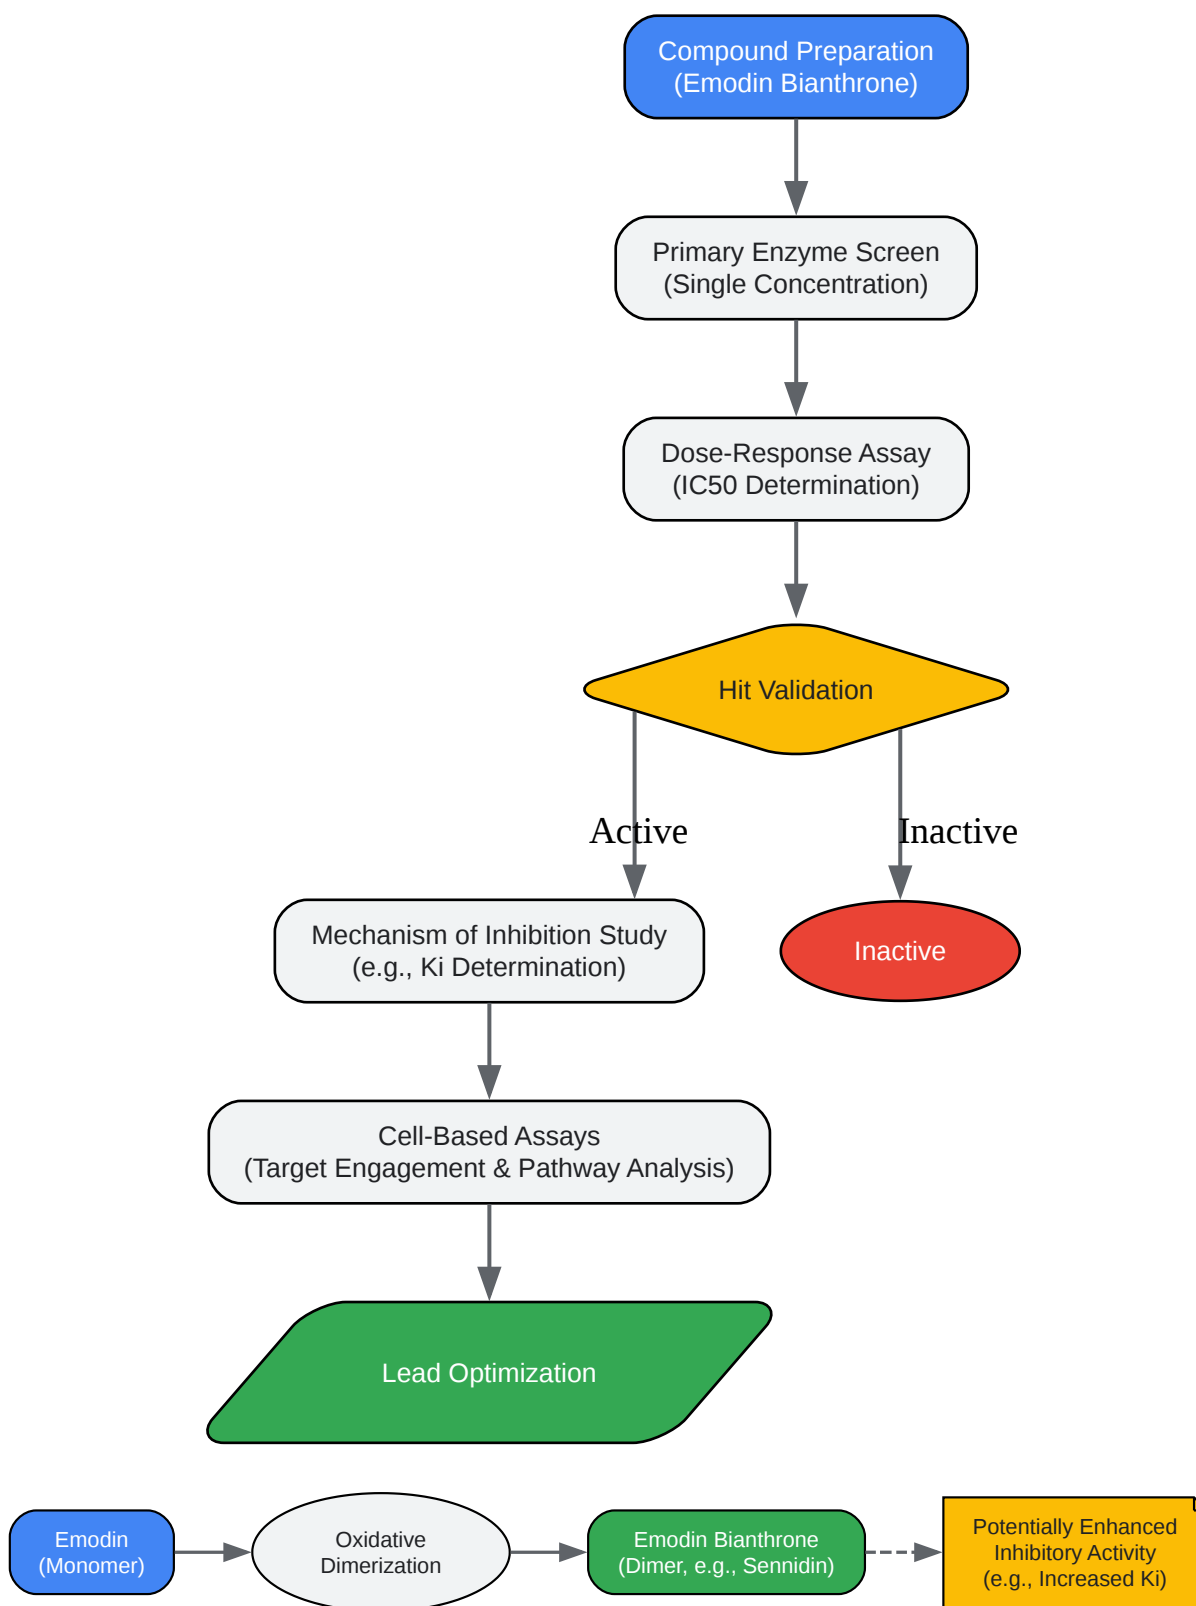 Compound Preparation
(Emodin Bianthrone)
Primary Enzyme Screen
(Single Concentration)
Dose-Response Assay
(IC50 Determination)
Hit Validation
Active
Inactive
Mechanism of Inhibition Study
(e.g., Ki Determination)
Inactive
Cell-Based Assays
(Target Engagement & Pathway Analysis)
Lead Optimization
Emodin
(Monomer)
Oxidative
Dimerization
Emodin Bianthrone
(Dimer, e.g., Sennidin)
Potentially Enhanced
Inhibitory Activity
(e.g., Increased Ki)